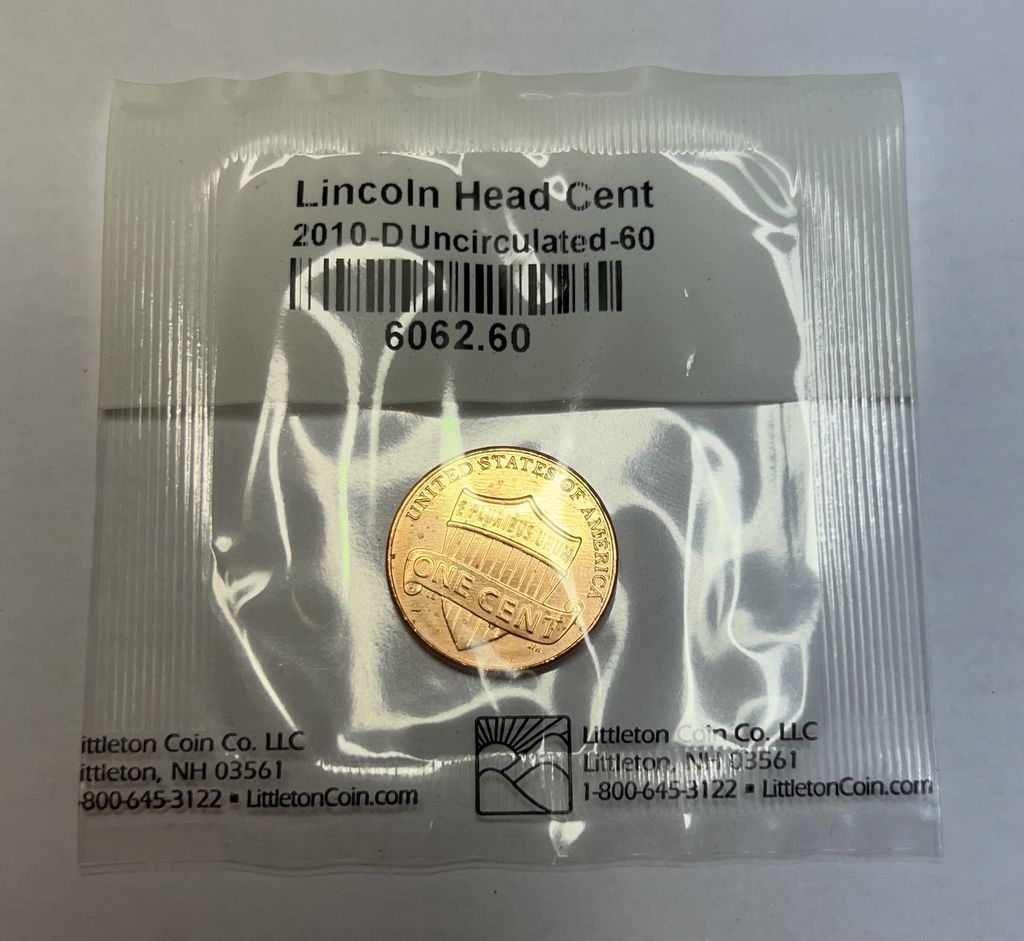 Lincoln Head Cent
2010-D Uncirculated-60
6062.60
UNITED STATES OF AMERICA
E PLURIBUS UNUM
ONE CENT
ittleton Coin Co. LLC
ittleton, NH 03561
-800-645-3122 ▪ LittletonCoin.com
Littleton Coin Co. LLC
Littleton, NH 03561
1-800-645-3122 ▪ LittletonCoin.com